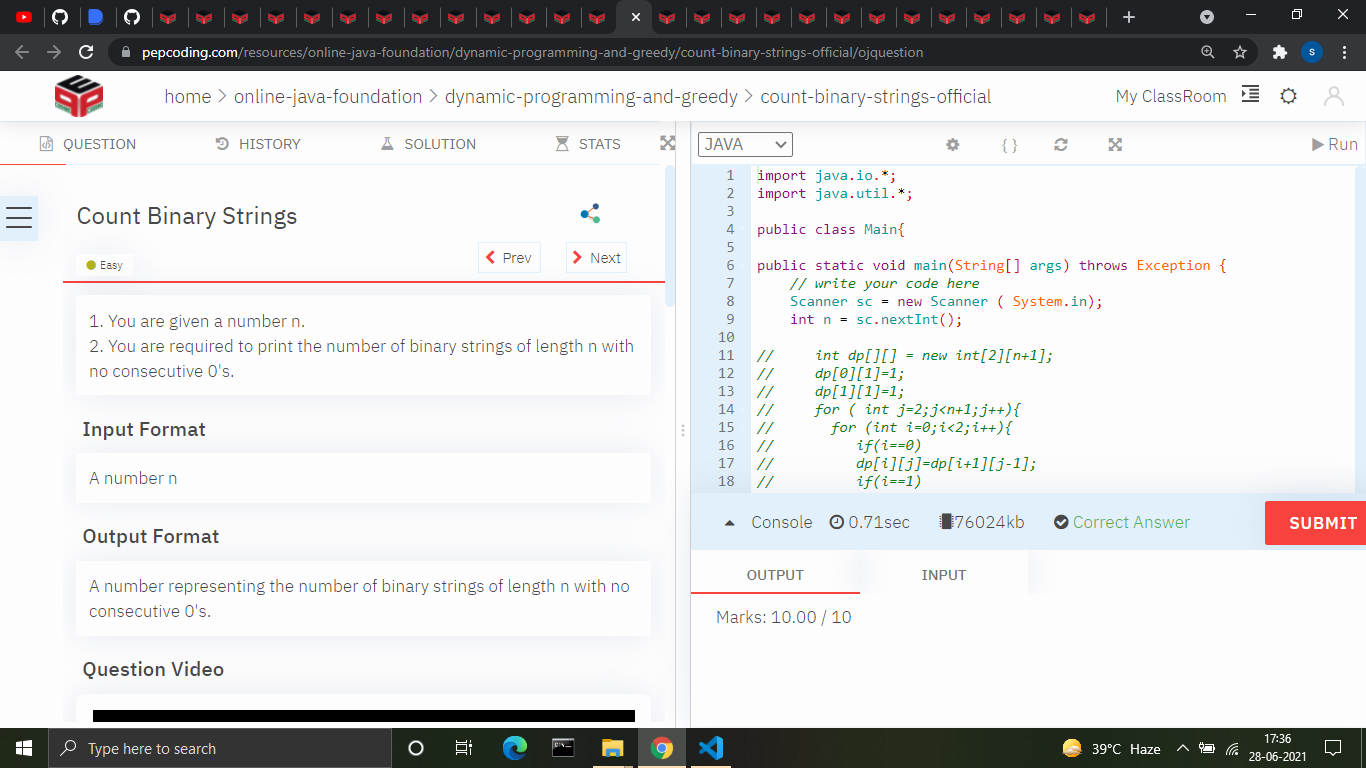 pepcoding.com/resources/online-java-foundation/dynamic-programming-and-greedy/count-binary-strings-official/ojquestion
S
home > online-java-foundation > dynamic-programming-and-greedy > count-binary-strings-official
My ClassRoom
QUESTION HISTORY SOLUTION STATS
Count Binary Strings
Easy
Prev Next
1. You are given a number n.
2. You are required to print the number of binary strings of length n with
no consecutive 0's.
Input Format
A number n
Output Format
A number representing the number of binary strings of length n with no
consecutive 0's.
Question Video
JAVA { } Run
1 import java.io.*;
2 import java.util.*;
3
4 public class Main{
5
6 public static void main(String[] args) throws Exception {
7 // write your code here
8 Scanner sc = new Scanner ( System.in);
9 int n = sc.nextInt();
10
11 // int dp[][] = new int[2][n+1];
12 // dp[0][1]=1;
13 // dp[1][1]=1;
14 // for ( int j=2;j<n+1;j++){
15 // for (int i=0;i<2;i++){
16 // if(i==0)
17 // dp[i][j]=dp[i+1][j-1];
18 // if(i==1)
Console 0.71sec 76024kb Correct Answer SUBMIT
OUTPUT INPUT
Marks: 10.00 / 10
Type here to search
39°C Haze
17:36
28-06-2021